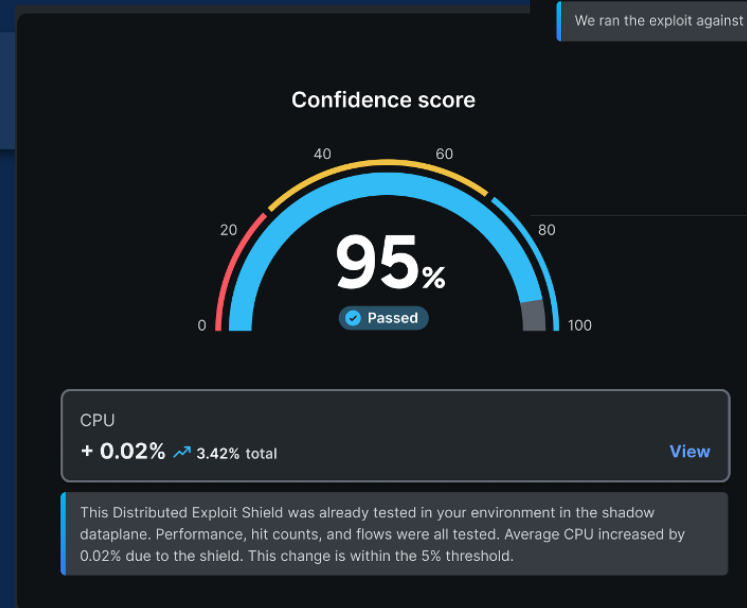 We ran the exploit against
Confidence score
40
60
20
80
95%
Passed
0
100
CPU
+ 0.02% 3.42% total
View
This Distributed Exploit Shield was already tested in your environment in the shadow
dataplane. Performance, hit counts, and flows were all tested. Average CPU increased by
0.02% due to the shield. This change is within the 5% threshold.